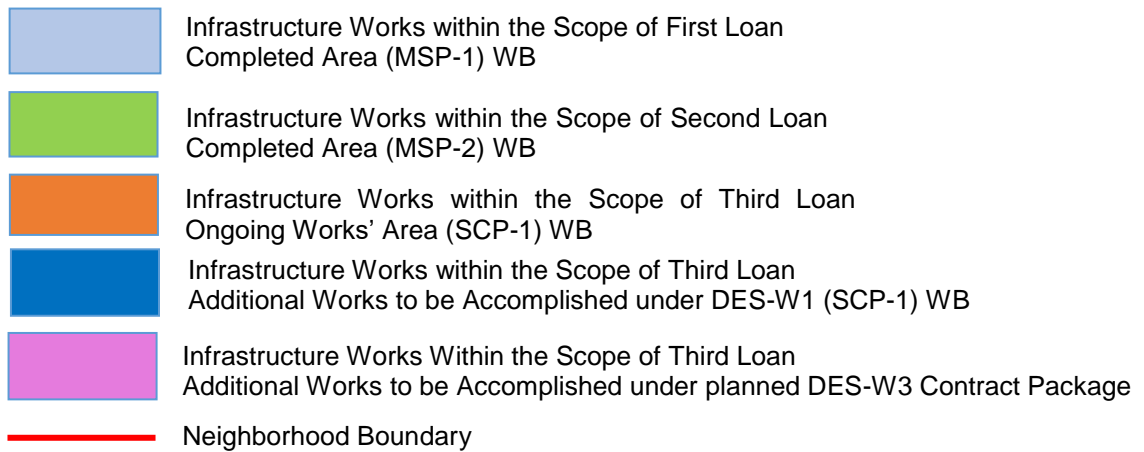 Infrastructure Works within the Scope of First Loan
Completed Area (MSP-1) WB
Infrastructure Works within the Scope of Second Loan
Completed Area (MSP-2) WB
Infrastructure Works within the Scope of Third Loan
Ongoing Works’ Area (SCP-1) WB
Infrastructure Works within the Scope of Third Loan
Additional Works to be Accomplished under DES-W1 (SCP-1) WB
Infrastructure Works Within the Scope of Third Loan
Additional Works to be Accomplished under planned DES-W3 Contract Package
Neighborhood Boundary